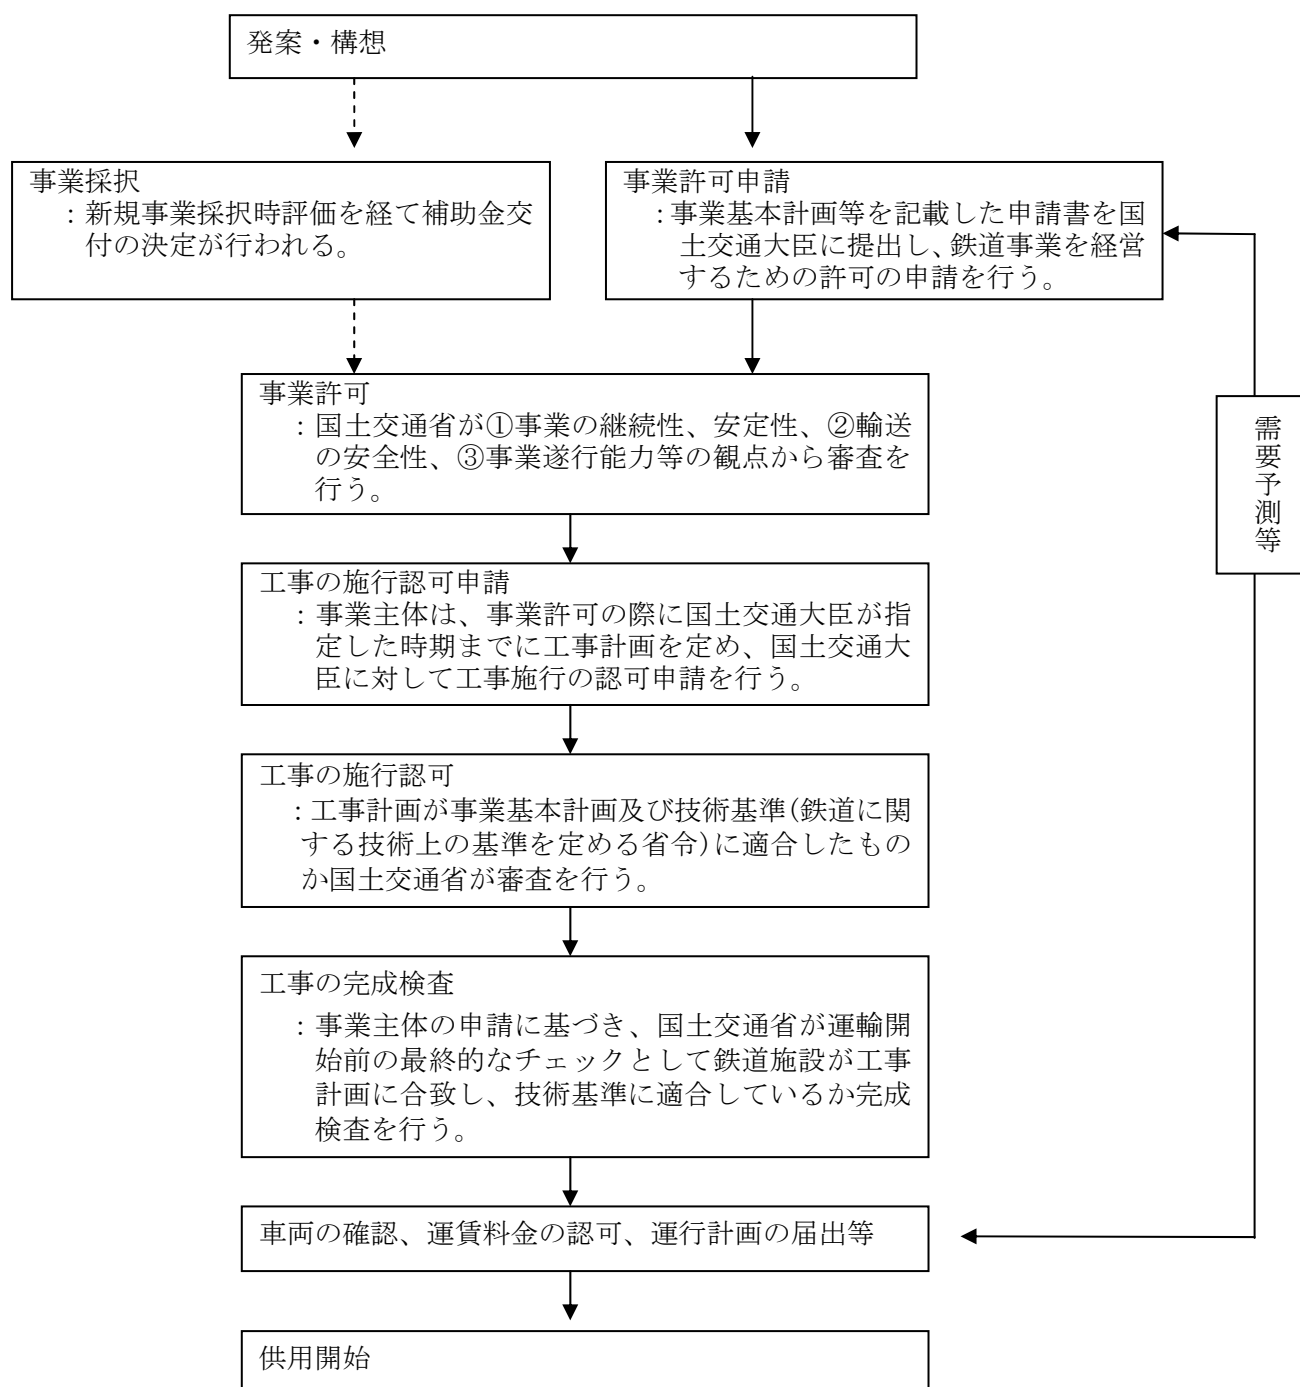 発案・構想
事業採択
：新規事業採択時評価を経て補助金交
付の決定が行われる。
事業許可申請
：事業基本計画等を記載した申請書を国
土交通大臣に提出し、鉄道事業を経営
するための許可の申請を行う。
事業許可
：国土交通省が①事業の継続性、安定性、②輸送
の安全性、③事業遂行能力等の観点から審査を
行う。
需要予測等
工事の施行認可申請
：事業主体は、事業許可の際に国土交通大臣が指
定した時期までに工事計画を定め、国土交通大
臣に対して工事施行の認可申請を行う。
工事の施行認可
：工事計画が事業基本計画及び技術基準(鉄道に関
する技術上の基準を定める省令)に適合したもの
か国土交通省が審査を行う。
工事の完成検査
：事業主体の申請に基づき、国土交通省が運輸開
始前の最終的なチェックとして鉄道施設が工事
計画に合致し、技術基準に適合しているか完成
検査を行う。
車両の確認、運賃料金の認可、運行計画の届出等
供用開始